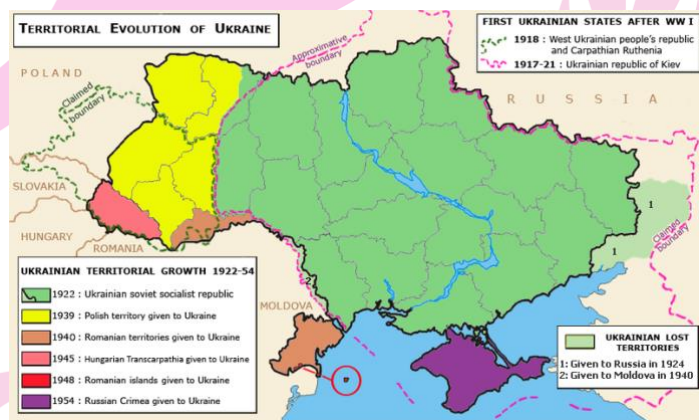 TERRITORIAL EVOLUTION OF UKRAINE
FIRST UKRAINIAN STATES AFTER WW I
1918 : West Ukrainian people's republic
and Carpathian Ruthenia
1917-21 : Ukrainian republic of Kiev
Approximative
boundary
POLAND
Claimed
boundary
RUSSIA
SLOVAKIA
HUNGARY
ROMANIA
MOLDOVA
1
1
Claimed
boundary
2
UKRAINIAN TERRITORIAL GROWTH 1922-54
1922 : Ukrainian soviet socialist republic
1939 : Polish territory given to Ukraine
1940 : Romanian territories given to Ukraine
1945 : Hungarian Transcarpathia given to Ukraine
1948 : Romanian islands given to Ukraine
1954 : Russian Crimea given to Ukraine
UKRAINIAN LOST
TERRITORIES
1: Given to Russia in 1924
2: Given to Moldova in 1940